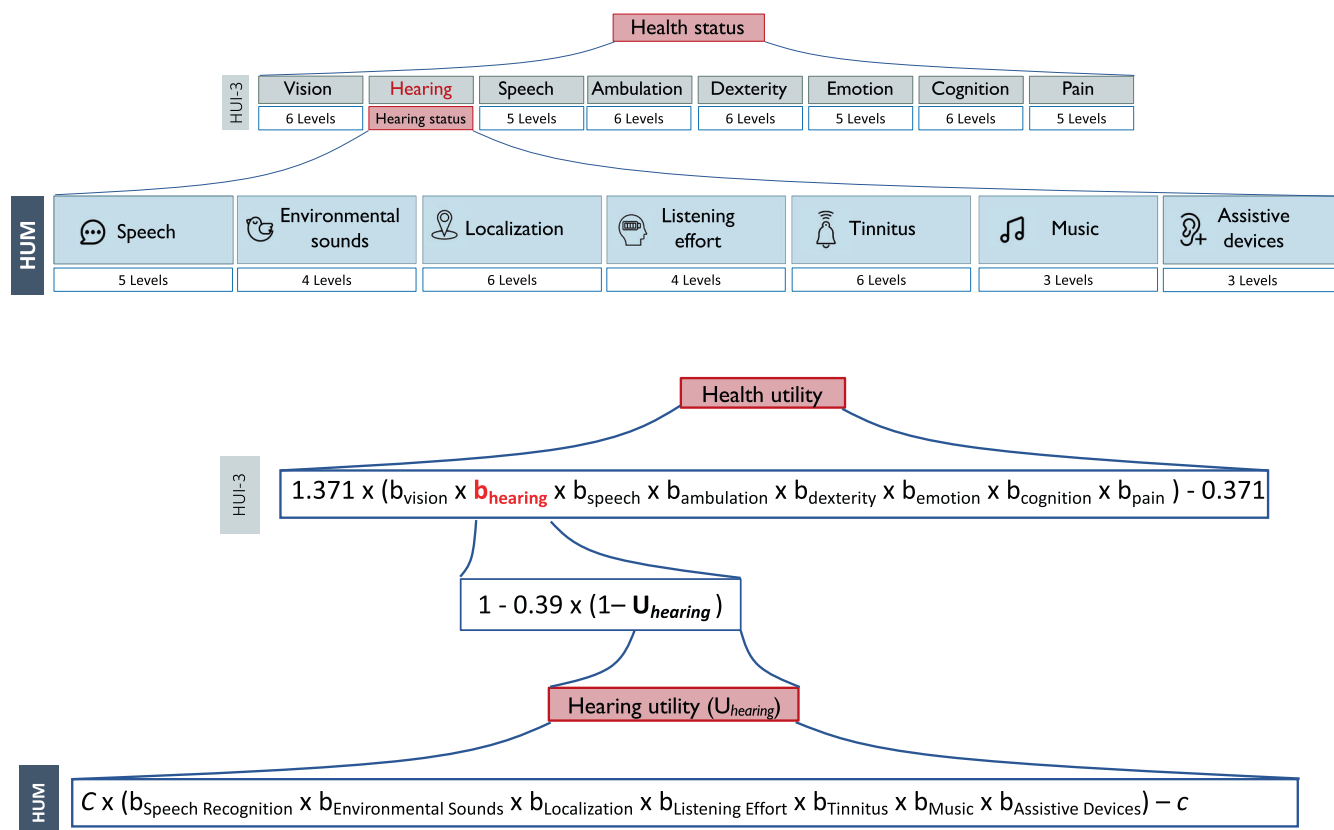 Health status
HUI-3
Vision Hearing Speech Ambulation Dexterity Emotion Cognition Pain
6 Levels Hearing status 5 Levels 6 Levels 6 Levels 5 Levels 6 Levels 5 Levels
HUM
Speech
Environmental
sounds
Localization
Listening
effort
Tinnitus
Music
Assistive
devices
5 Levels 4 Levels 6 Levels 4 Levels 6 Levels 3 Levels 3 Levels
Health utility
HUI-3
1.371 x (bvision x bhearing x bspeech x bambulation x bdexterity x bemotion x bcognition x bpain ) - 0.371
1 - 0.39 x (1– Uhearing )
Hearing utility (Uhearing)
HUM
C x (bSpeech Recognition x bEnvironmental Sounds x bLocalization x bListening Effort x bTinnitus x bMusic x bAssistive Devices) – c